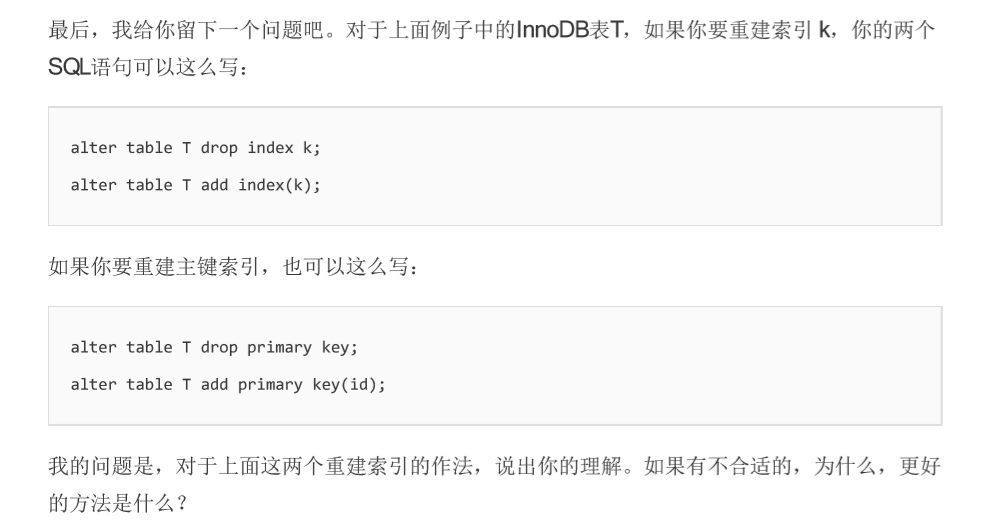 最后，我给你留下一个问题吧。对于上面例子中的InnoDB表T，如果你要重建索引 k，你的两个
SQL语句可以这么写：
alter table T drop index k;
alter table T add index(k);
如果你要重建主键索引，也可以这么写：
alter table T drop primary key;
alter table T add primary key(id);
我的问题是，对于上面这两个重建索引的作法，说出你的理解。如果有不合适的，为什么，更好
的方法是什么？